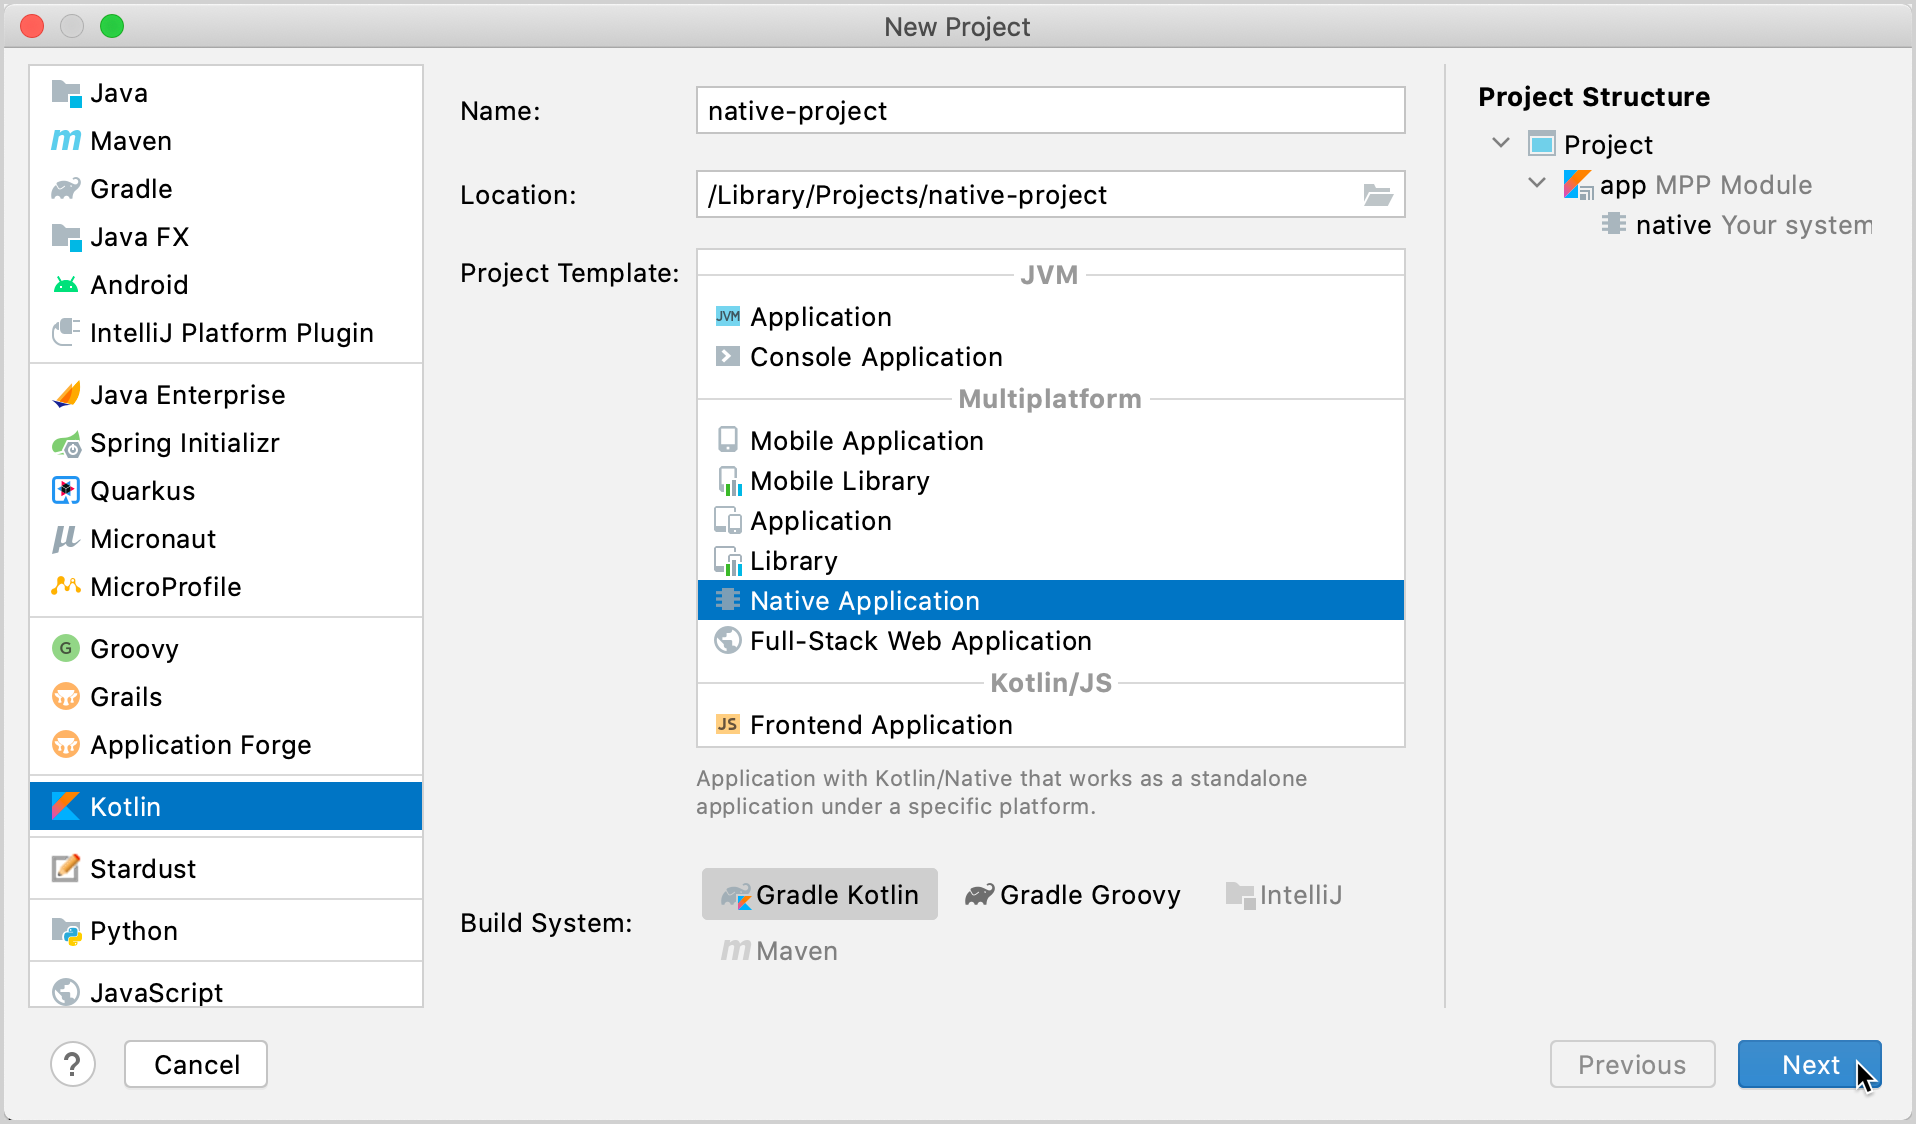 New Project
Java
Maven
Gradle
Java FX
Android
IntelliJ Platform Plugin
Java Enterprise
Spring Initializr
Quarkus
Micronaut
MicroProfile
G Groovy
Grails
Application Forge
Kotlin
Stardust
Python
JavaScript
Name: native-project
Location: /Library/Projects/native-project
Project Template:
JVM
JVM Application
Console Application
Multiplatform
Mobile Application
Mobile Library
Application
Library
Native Application
Full-Stack Web Application
Kotlin/JS
JS Frontend Application
Application with Kotlin/Native that works as a standalone
application under a specific platform.
Build System:
Gradle Kotlin Gradle Groovy IntelliJ
Maven
Project Structure
Project
app MPP Module
native Your system
? Cancel Previous Next